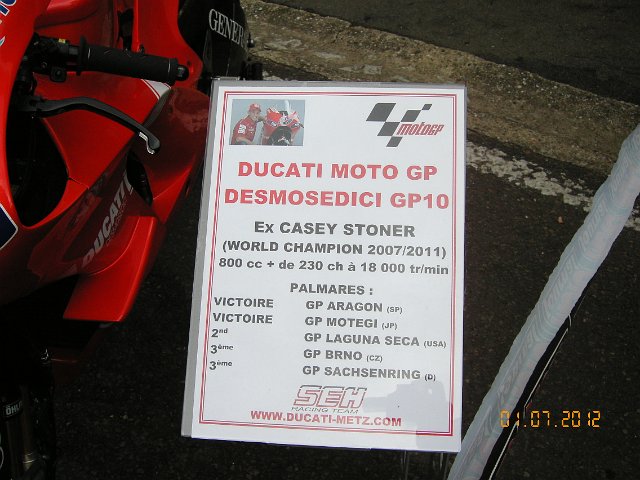 GENER
DUCATI
motoGP
DUCATI MOTO GP
DESMOSEDICI GP10
Ex CASEY STONER
(WORLD CHAMPION 2007/2011)
800 cc + de 230 ch à 18 000 tr/min
PALMARES :
VICTOIRE GP ARAGON (SP)
VICTOIRE GP MOTEGI (JP)
2nd GP LAGUNA SECA (USA)
3ème GP BRNO (CZ)
3ème GP SACHSENRING (D)
SEH
RACING TEAM
WWW.DUCATI-METZ.COM
ÖHL
01.07.2012